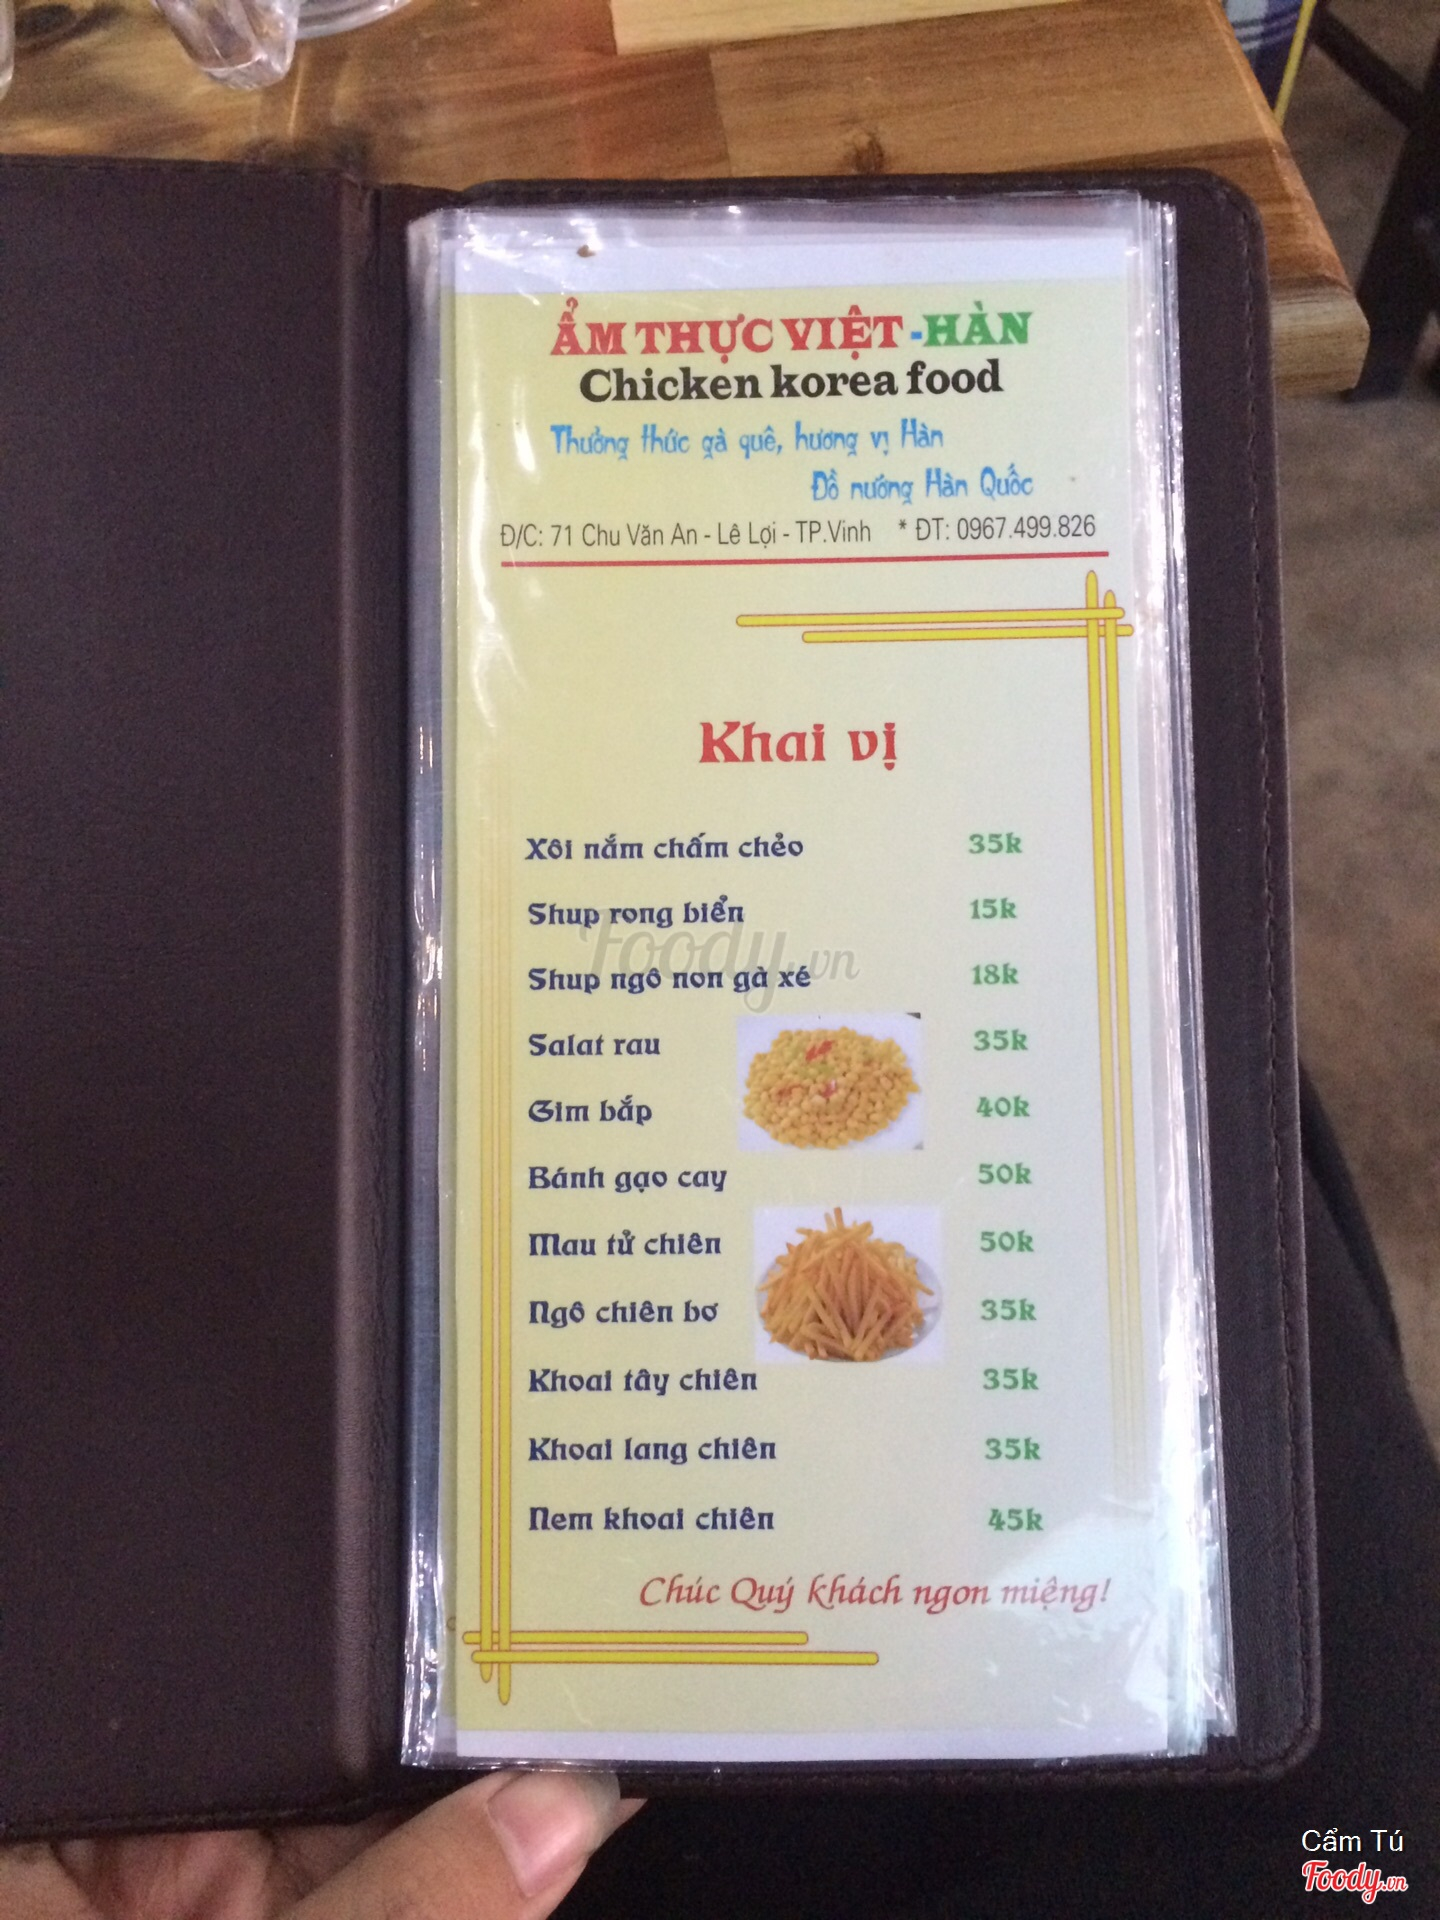 ẨM THỰC VIỆT-HÀN
Chicken korea food
Thưởng thức gà quê, hương vị Hàn
Đồ nướng Hàn Quốc
Đ/C: 71 Chu Văn An - Lê Lợi - TP.Vinh * ĐT: 0967.499.826
Khai vị
Xôi nắm chấm chẻo 35k
Shup rong biển 15k
Foody.vn
Shup ngô non gà xé 18k
Salat rau 35k
Gim bắp 40k
Bánh gạo cay 50k
Mau tử chiên 50k
Ngô chiên bơ 35k
Khoai tây chiên 35k
Khoai lang chiên 35k
Nem khoai chiên 45k
Chúc Quý khách ngon miệng!
Cẩm Tú
Foody.vn